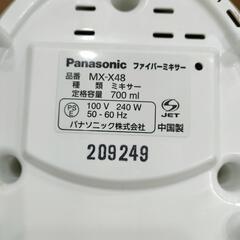 Panasonic ファイバーミキサー
品番 MX-X48
種類 ミキサー
定格容量 700 ml
PS E 100 V 240 W
50 - 60 Hz
パナソニック株式会社
JET
中国製
209249